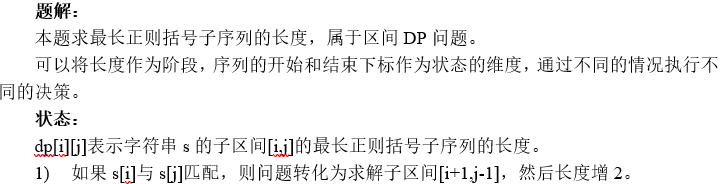 题解：
本题求最长正则括号子序列的长度，属于区间 DP 问题。
可以将长度作为阶段，序列的开始和结束下标作为状态的维度，通过不同的情况执行不
同的决策。
状态：
dp[i][j]表示字符串 s 的子区间[i,j]的最长正则括号子序列的长度。
1) 如果 s[i]与 s[j]匹配，则问题转化为求解子区间[i+1,j-1]，然后长度增 2。